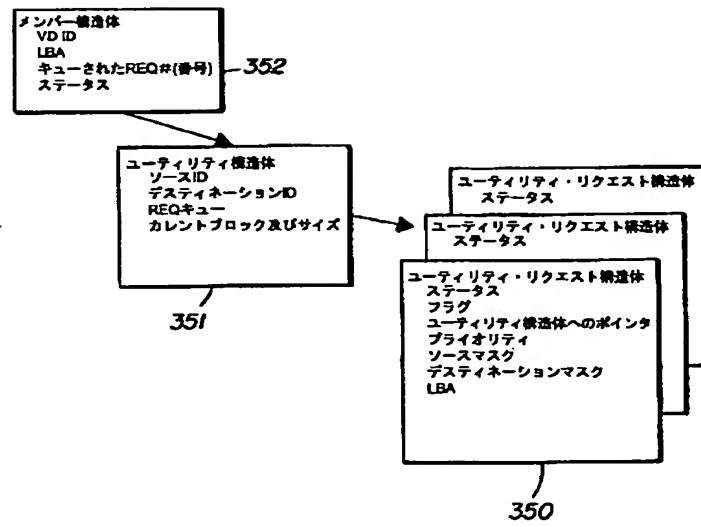 メンバー構造体
VD ID
LBA
キューされたREQ#(番号)
ステータス
352
ユーティリティ構造体
ソースID
デスティネーションID
REQキュー
カレントブロック及びサイズ
351
ユーティリティ・リクエスト構造体
ステータス
ユーティリティ・リクエスト構造体
ステータス
ユーティリティ・リクエスト構造体
ステータス
フラグ
ユーティリティ構造体へのポインタ
プライオリティ
ソースマスク
デスティネーションマスク
LBA
350